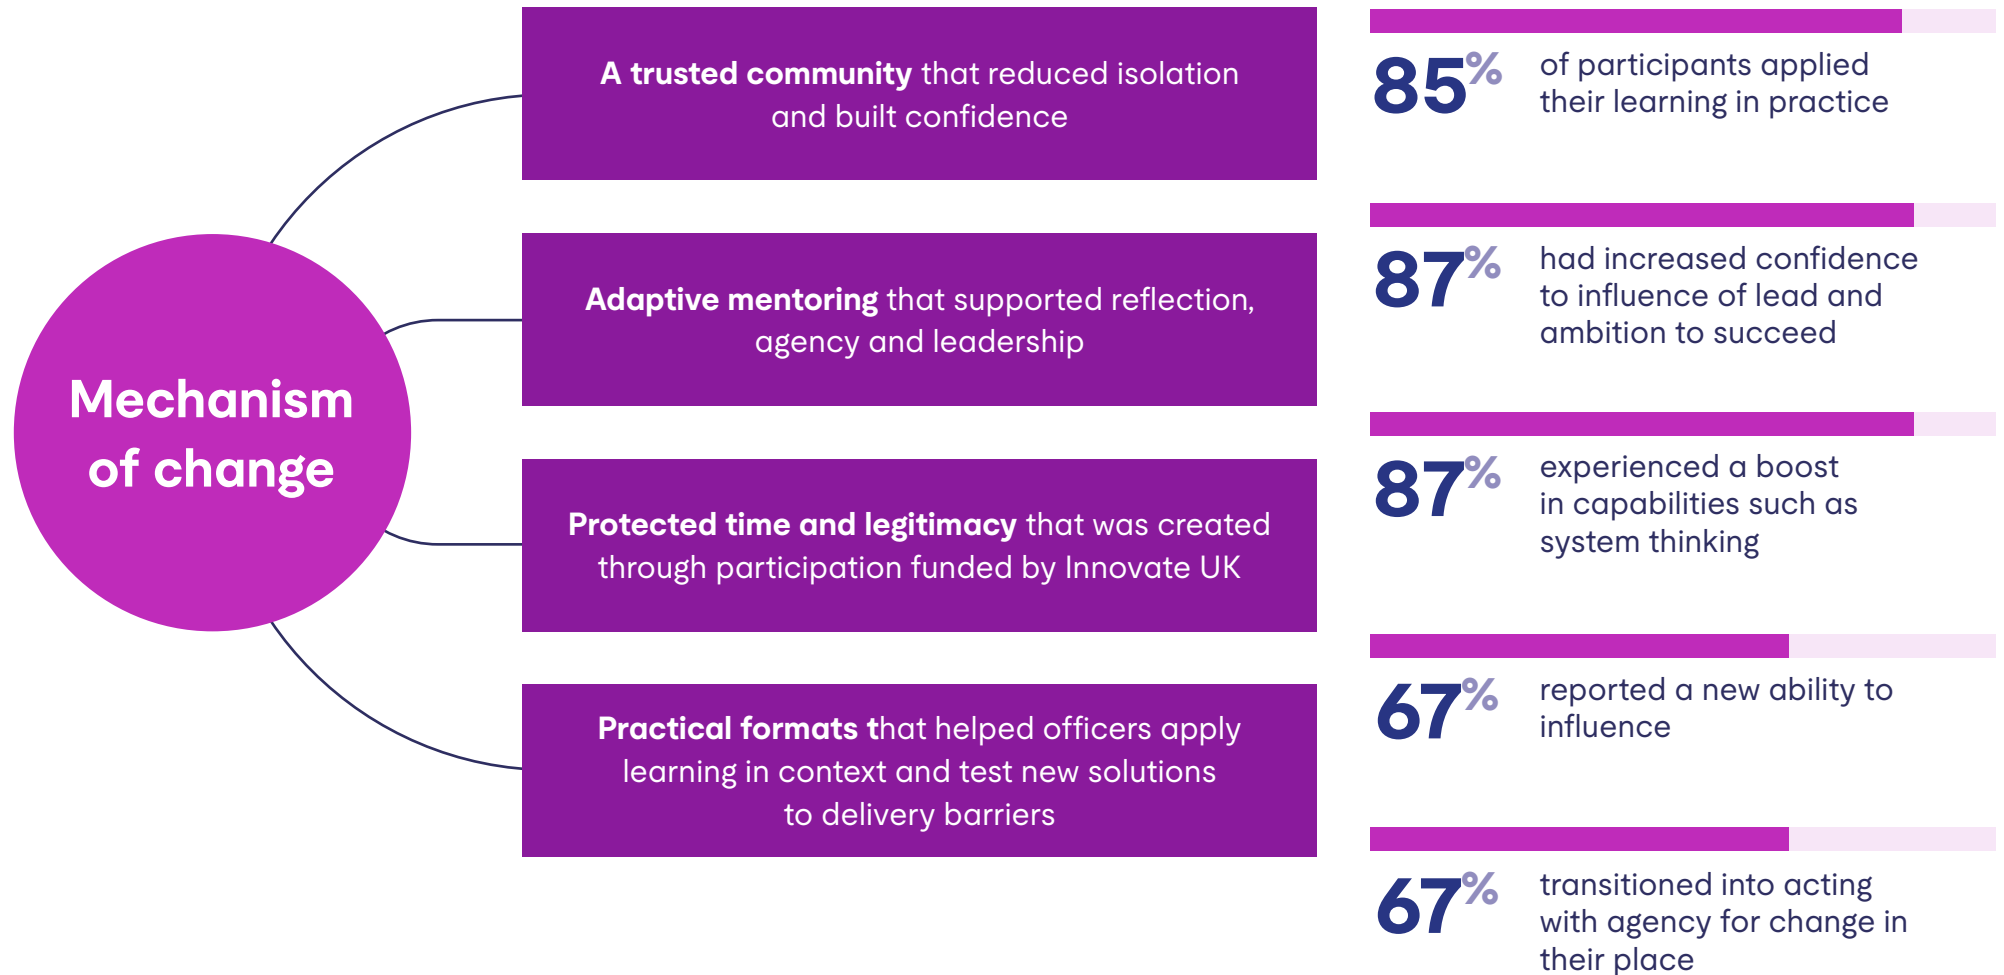 Mechanism
of change
A trusted community that reduced isolation
and built confidence
Adaptive mentoring that supported reflection,
agency and leadership
Protected time and legitimacy that was created
through participation funded by Innovate UK
Practical formats that helped officers apply
learning in context and test new solutions
to delivery barriers
85%
of participants applied
their learning in practice
87%
had increased confidence
to influence of lead and
ambition to succeed
87%
experienced a boost
in capabilities such as
system thinking
67%
reported a new ability to
influence
67%
transitioned into acting
with agency for change in
their place